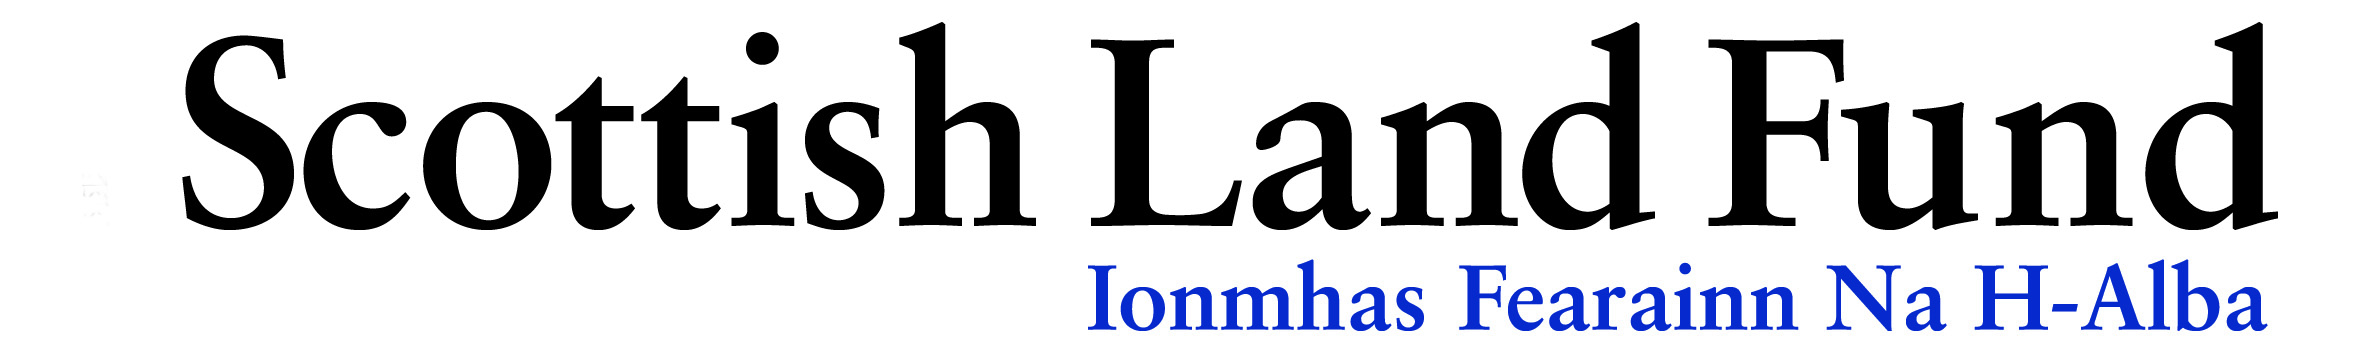 Scottish Land Fund
Ionmhas Fearainn Na H-Alba